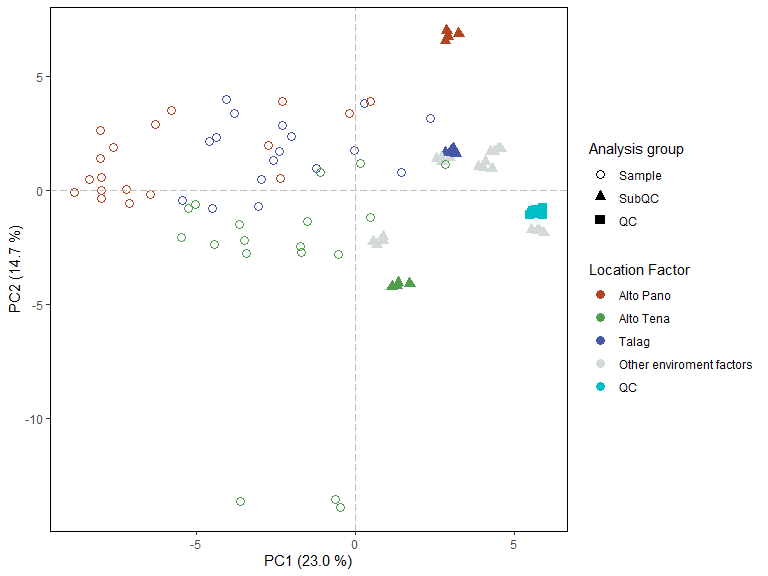 5
0
-5
-10
PC2 (14.7 %)
-5
0
5
PC1 (23.0 %)
Analysis group
Sample
SubQC
QC
Location Factor
Alto Pano
Alto Tena
Talag
Other enviroment factors
QC